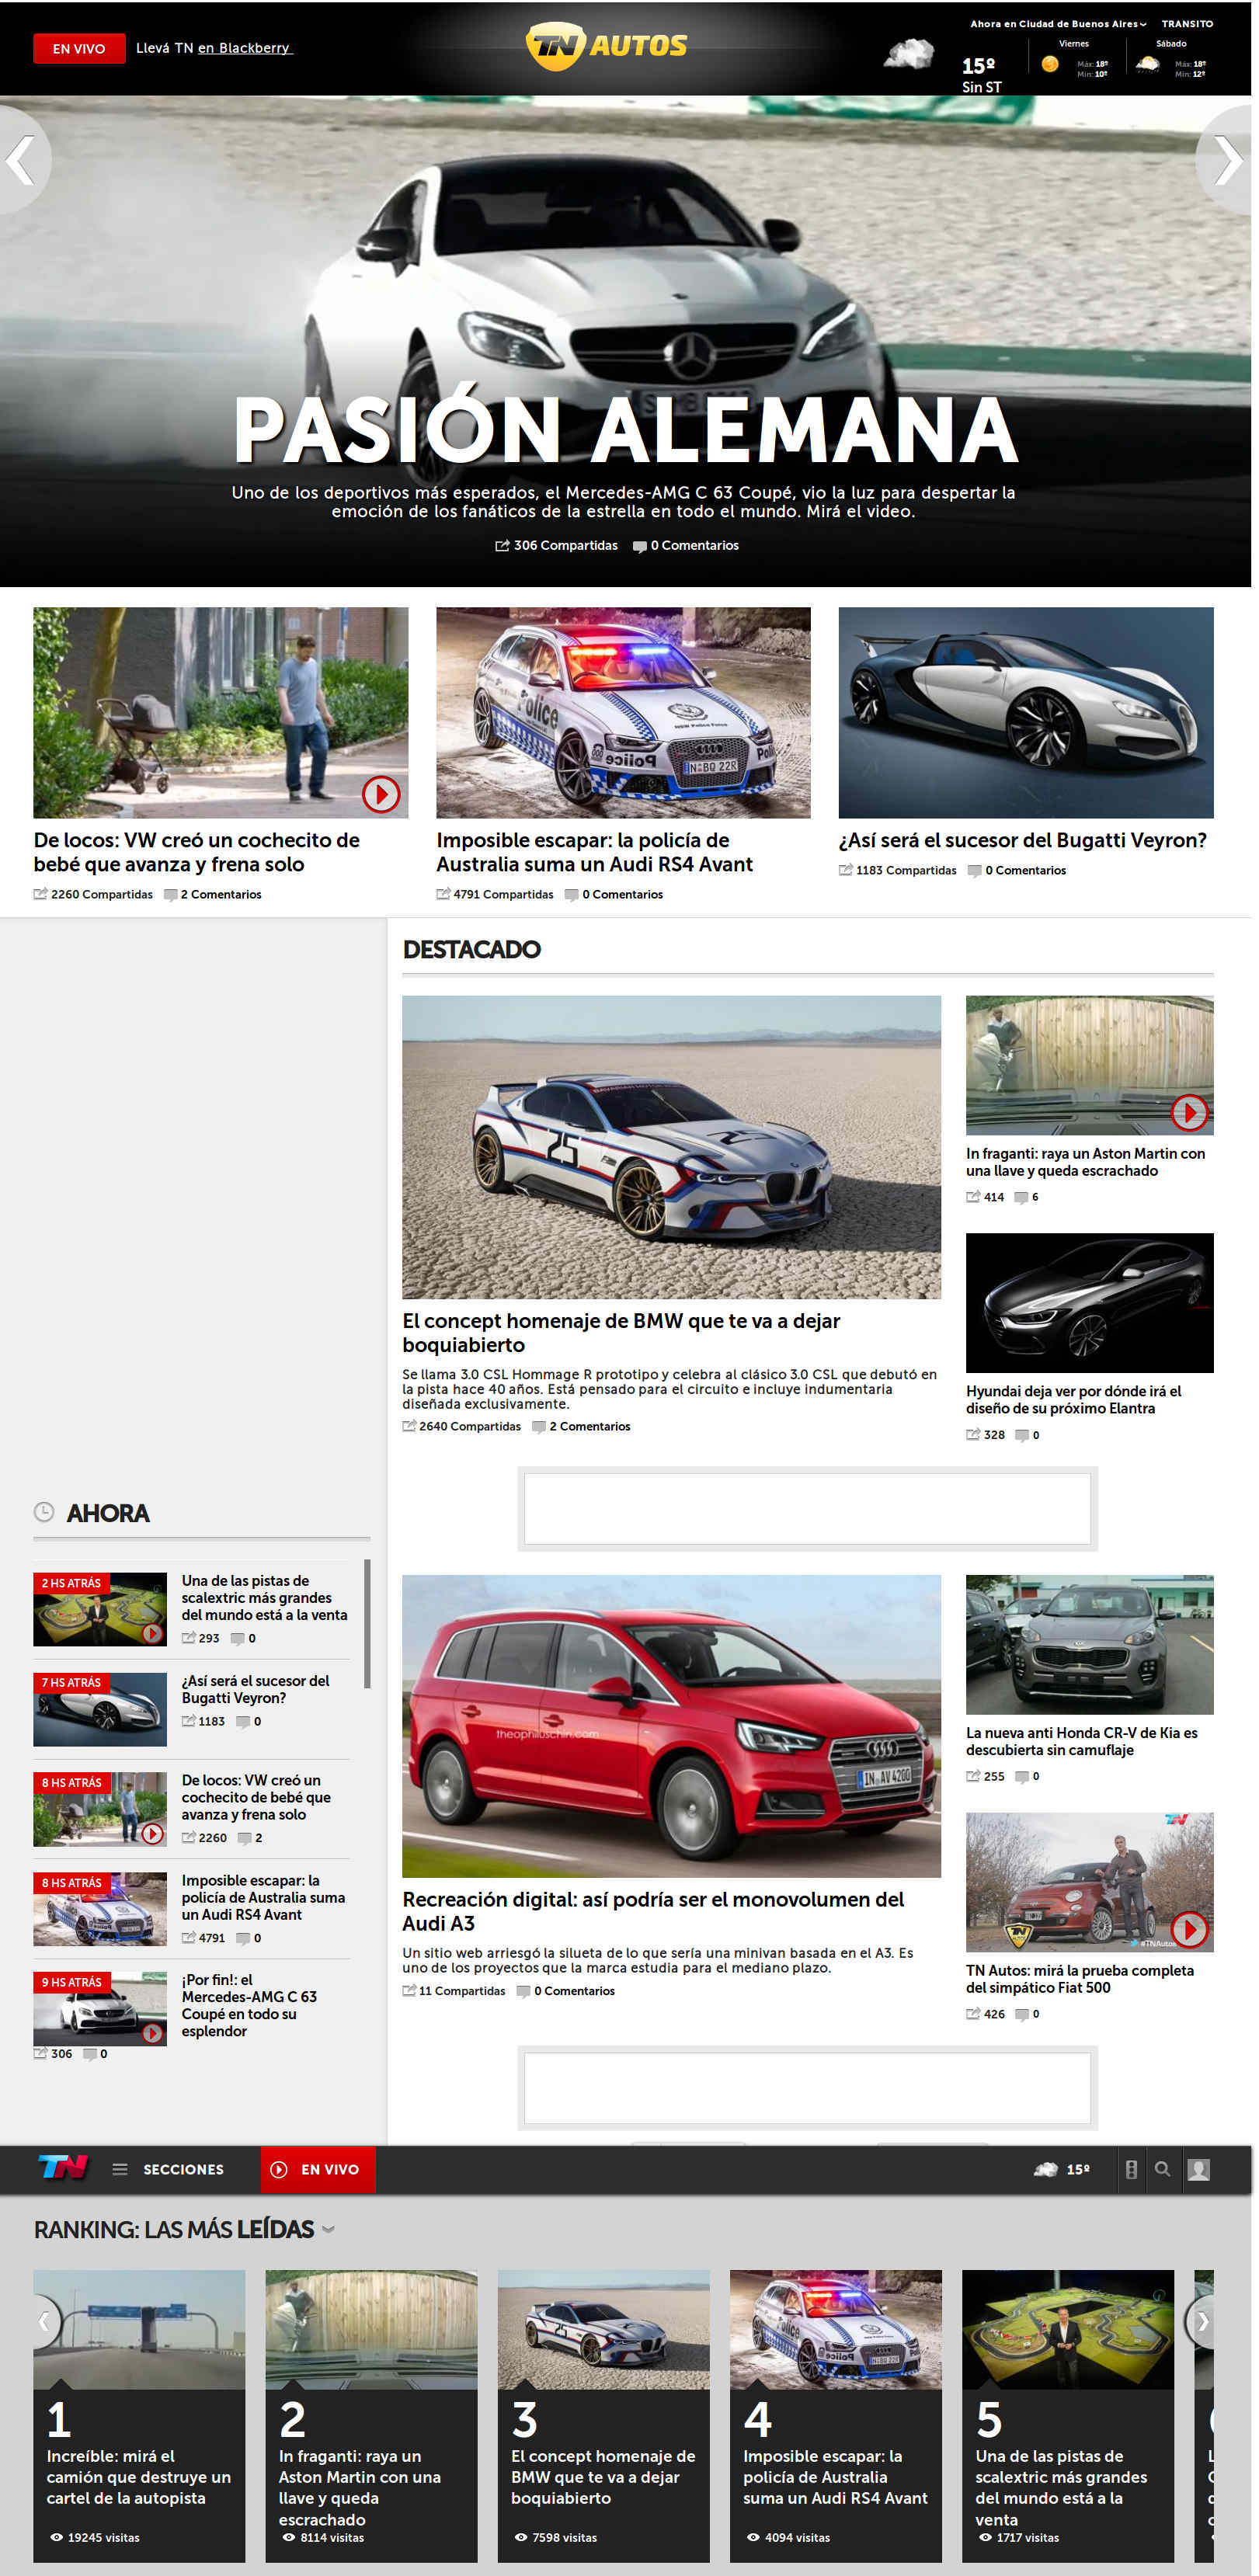 EN VIVO
Llevá TN en Blackberry
TN AUTOS
Ahora en Ciudad de Buenos Aires
TRANSITO
15º
Sin ST
Viernes
Máx: 18º
Min: 10º
Sábado
Máx: 18º
Min: 12º
PASIÓN ALEMANA
Uno de los deportivos más esperados, el Mercedes-AMG C 63 Coupé, vio la luz para despertar la
emoción de los fanáticos de la estrella en todo el mundo. Mirá el video.
306 Compartidas 0 Comentarios
Police
N·BQ 22R
De locos: VW creó un cochecito de
bebé que avanza y frena solo
2260 Compartidas 2 Comentarios
Imposible escapar: la policía de
Australia suma un Audi RS4 Avant
4791 Compartidas 0 Comentarios
¿Así será el sucesor del Bugatti Veyron?
1183 Compartidas 0 Comentarios
DESTACADO
25
El concept homenaje de BMW que te va a dejar
boquiabierto
Se llama 3.0 CSL Hommage R prototipo y celebra al clásico 3.0 CSL que debutó en
la pista hace 40 años. Está pensado para el circuito e incluye indumentaria
diseñada exclusivamente.
2640 Compartidas 2 Comentarios
In fraganti: raya un Aston Martin con
una llave y queda escrachado
414 6
Hyundai deja ver por dónde irá el
diseño de su próximo Elantra
328 0
AHORA
2 HS ATRÁS
Una de las pistas de
scalextric más grandes
del mundo está a la venta
293 0
7 HS ATRÁS
¿Así será el sucesor del
Bugatti Veyron?
1183 0
8 HS ATRÁS
De locos: VW creó un
cochecito de bebé que
avanza y frena solo
2260 2
8 HS ATRÁS
Imposible escapar: la
policía de Australia suma
un Audi RS4 Avant
4791 0
9 HS ATRÁS
¡Por fin!: el
Mercedes-AMG C 63
Coupé en todo su
esplendor
306 0
theophiluschin.com
IN AV 4200
Recreación digital: así podría ser el monovolumen del
Audi A3
Un sitio web arriesgó la silueta de lo que sería una minivan basada en el A3. Es
uno de los proyectos que la marca estudia para el mediano plazo.
11 Compartidas 0 Comentarios
La nueva anti Honda CR-V de Kia es
descubierta sin camuflaje
255 0
TN
#TNAutos
TN Autos: mirá la prueba completa
del simpático Fiat 500
426 0
TN
SECCIONES
EN VIVO
15º
RANKING: LAS MÁS LEÍDAS
1
Increíble: mirá el
camión que destruye un
cartel de la autopista
19245 visitas
2
In fraganti: raya un
Aston Martin con una
llave y queda
escrachado
8114 visitas
3
El concept homenaje de
BMW que te va a dejar
boquiabierto
7598 visitas
4
Imposible escapar: la
policía de Australia
suma un Audi RS4 Avant
4094 visitas
5
Una de las pistas de
scalextric más grandes
del mundo está a la
venta
1717 visitas